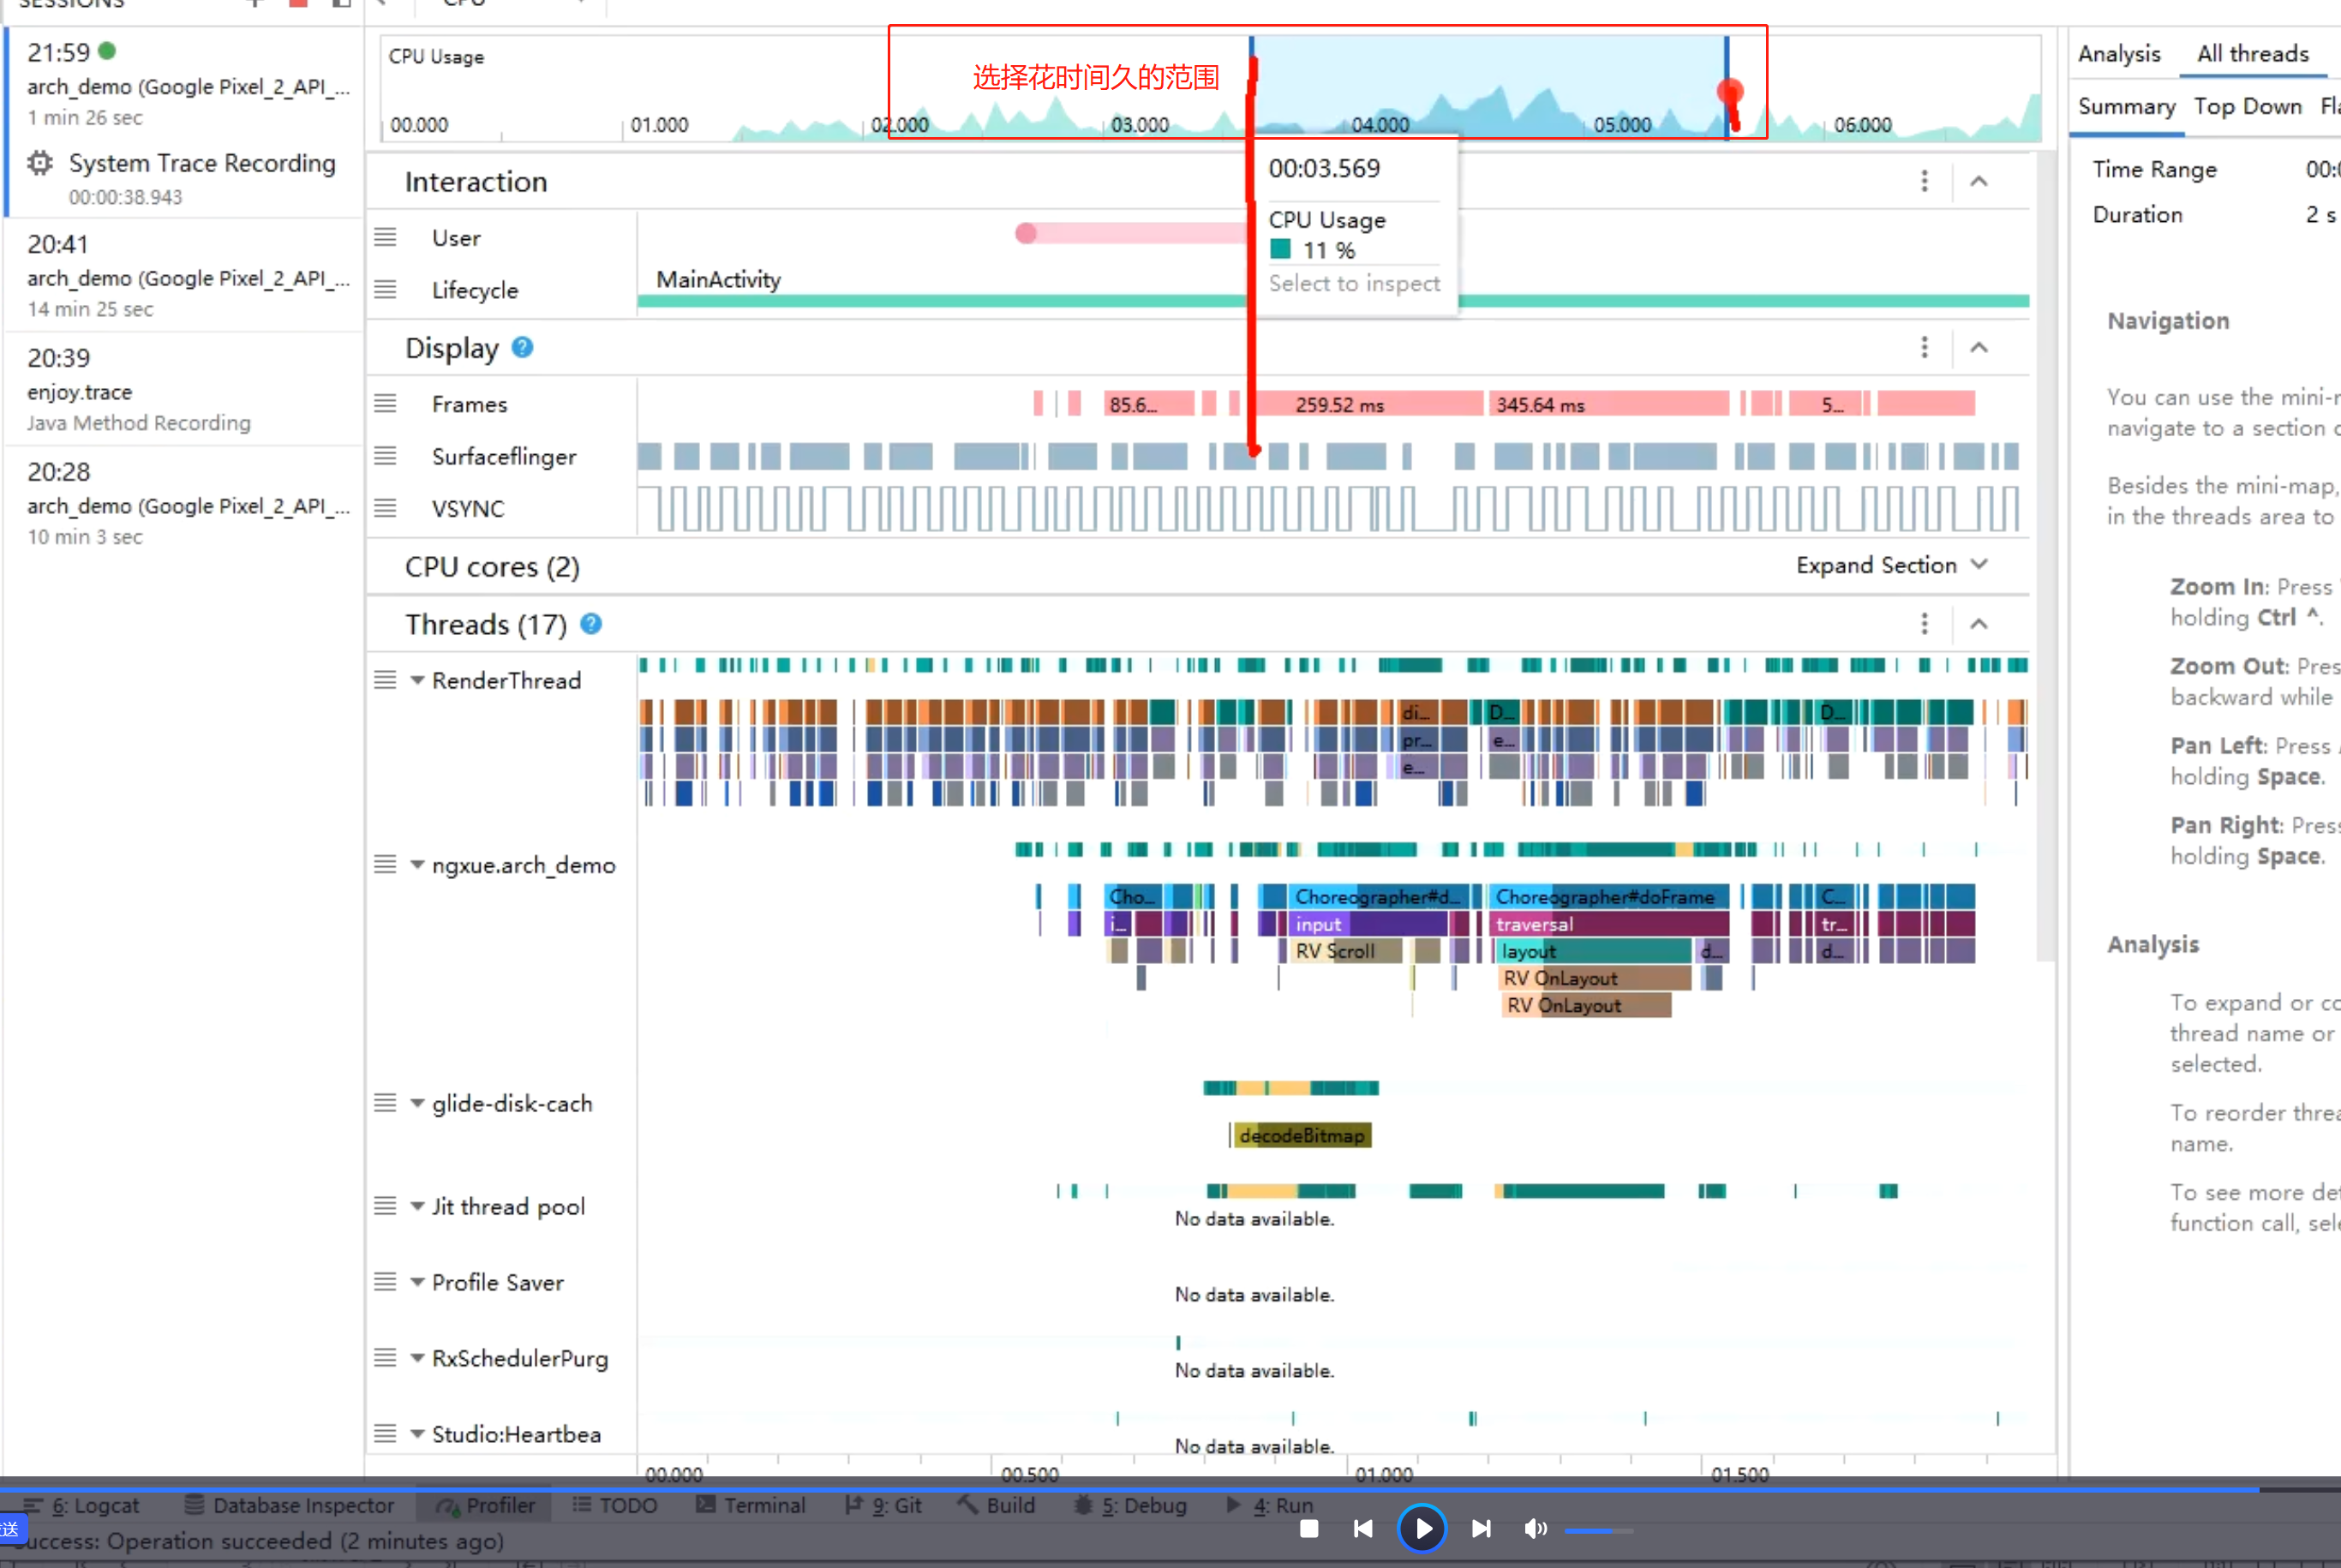 SESSIONS
CPU
21:59
arch_demo (Google Pixel_2_API_...
1 min 26 sec
System Trace Recording
00:00:38.943
20:41
arch_demo (Google Pixel_2_API_...
14 min 25 sec
20:39
enjoy.trace
Java Method Recording
20:28
arch_demo (Google Pixel_2_API_...
10 min 3 sec
CPU Usage
选择花时间久的范围
00.000 01.000 02.000 03.000 04.000 05.000 06.000
00:03.569
CPU Usage
11 %
Select to inspect
Interaction
User
Lifecycle
MainActivity
Display
Frames
85.6... 259.52 ms 345.64 ms 5...
Surfaceflinger
VSYNC
CPU cores (2)
Expand Section
Threads (17)
RenderThread
di... D... D...
pr... e...
e...
ngxue.arch_demo
Cho... Choreographer#d... Choreographer#doFrame C...
i... input traversal tr...
RV Scroll layout d... d...
RV OnLayout
RV OnLayout
glide-disk-cach
decodeBitmap
Jit thread pool
No data available.
Profile Saver
No data available.
RxSchedulerPurg
No data available.
Studio:Heartbea
No data available.
00.000 00.500 01.000 01.500
Analysis All threads
Summary Top Down Fla
Time Range 00:0
Duration 2 s
Navigation
You can use the mini-
navigate to a section
Besides the mini-map,
in the threads area to
Zoom In: Press
holding Ctrl ^.
Zoom Out: Pres
backward while
Pan Left: Press
holding Space.
Pan Right: Press
holding Space.
Analysis
To expand or co
thread name or
selected.
To reorder threa
name.
To see more det
function call, sele
6: Logcat Database Inspector Profiler TODO Terminal 9: Git Build 5: Debug 4: Run
送
uccess: Operation succeeded (2 minutes ago)